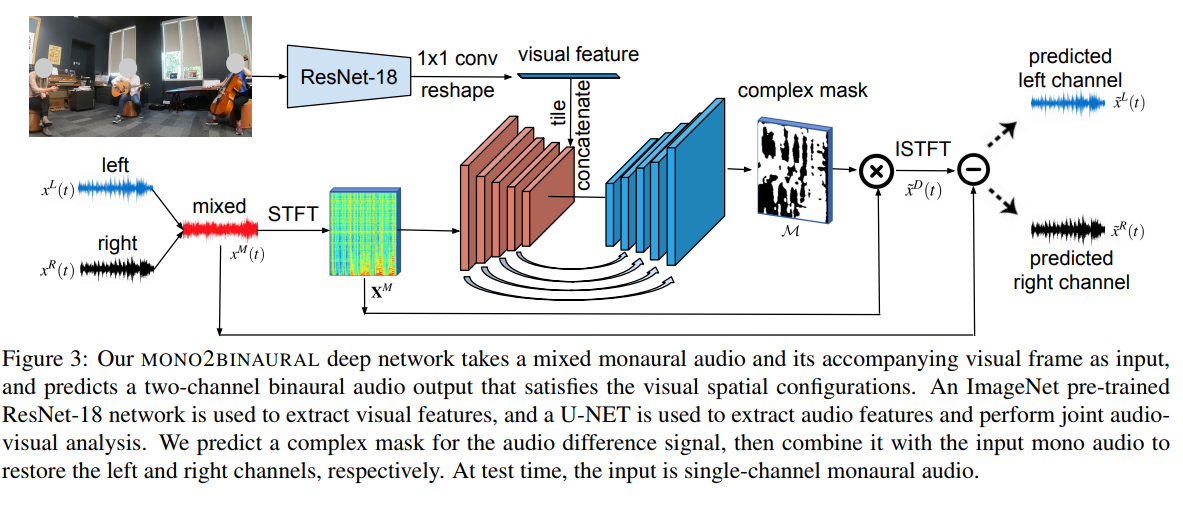 ResNet-18
1x1 conv
reshape
visual feature
tile
concatenate
complex mask
predicted
left channel
x̃ᴸ(t)
left
xᴸ(t)
mixed
STFT
xᴹ(t)
right
xᴿ(t)
Xᴹ
ℳ
ISTFT
x̃ᴰ(t)
x̃ᴿ(t)
predicted
right channel
Figure 3: Our MONO2BINAURAL deep network takes a mixed monaural audio and its accompanying visual frame as input,
and predicts a two-channel binaural audio output that satisfies the visual spatial configurations. An ImageNet pre-trained
ResNet-18 network is used to extract visual features, and a U-NET is used to extract audio features and perform joint audio-
visual analysis. We predict a complex mask for the audio difference signal, then combine it with the input mono audio to
restore the left and right channels, respectively. At test time, the input is single-channel monaural audio.